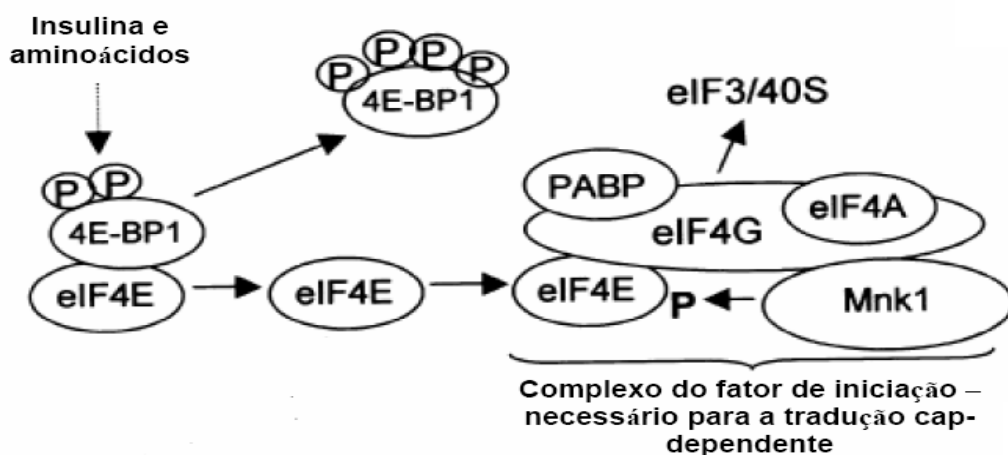 Insulina e
aminoácidos
P P P P
4E-BP1
P P
4E-BP1
eIF4E
eIF4E
eIF3/40S
PABP
eIF4A
eIF4G
eIF4E
P
Mnk1
Complexo do fator de iniciação –
necessário para a tradução cap-
dependente